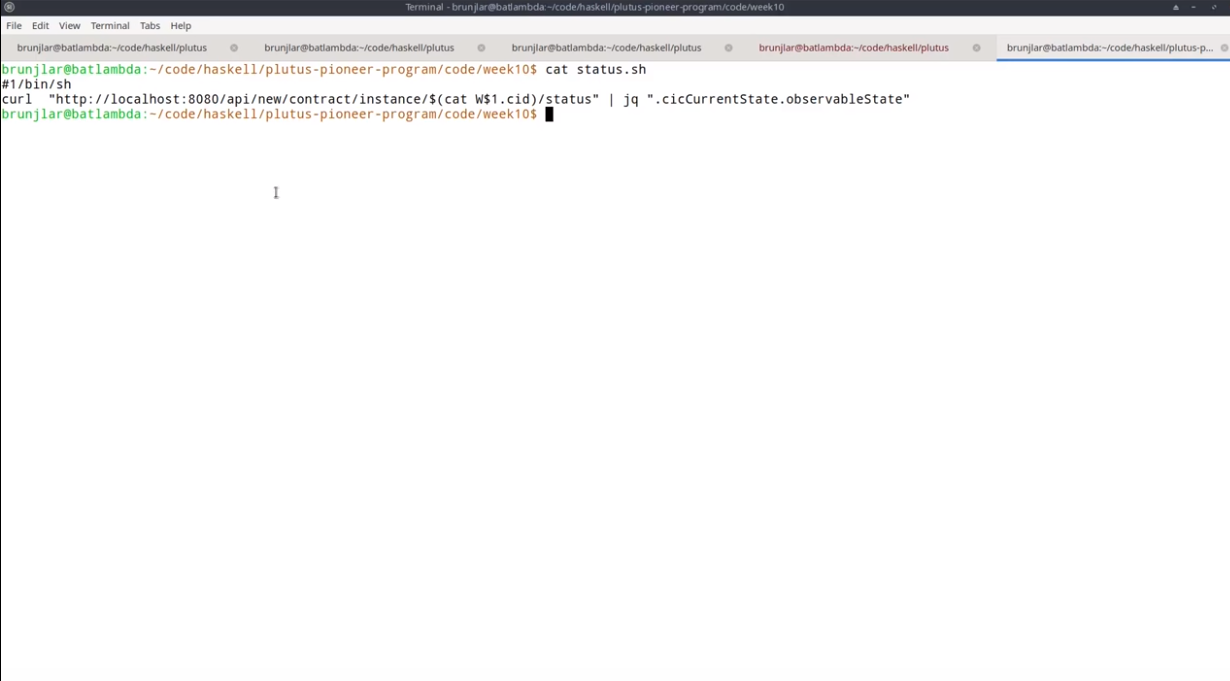 Terminal - brunjlar@batlambda:~/code/haskell/plutus-pioneer-program/code/week10
File Edit View Terminal Tabs Help
brunjlar@batlambda:~/code/haskell/plutus brunjlar@batlambda:~/code/haskell/plutus brunjlar@batlambda:~/code/haskell/plutus brunjlar@batlambda:~/code/haskell/plutus brunjlar@batlambda:~/code/haskell/plutus-p...
brunjlar@batlambda:~/code/haskell/plutus-pioneer-program/code/week10$ cat status.sh
#1/bin/sh
curl  "http://localhost:8080/api/new/contract/instance/$(cat W$1.cid)/status" | jq ".cicCurrentState.observableState"
brunjlar@batlambda:~/code/haskell/plutus-pioneer-program/code/week10$